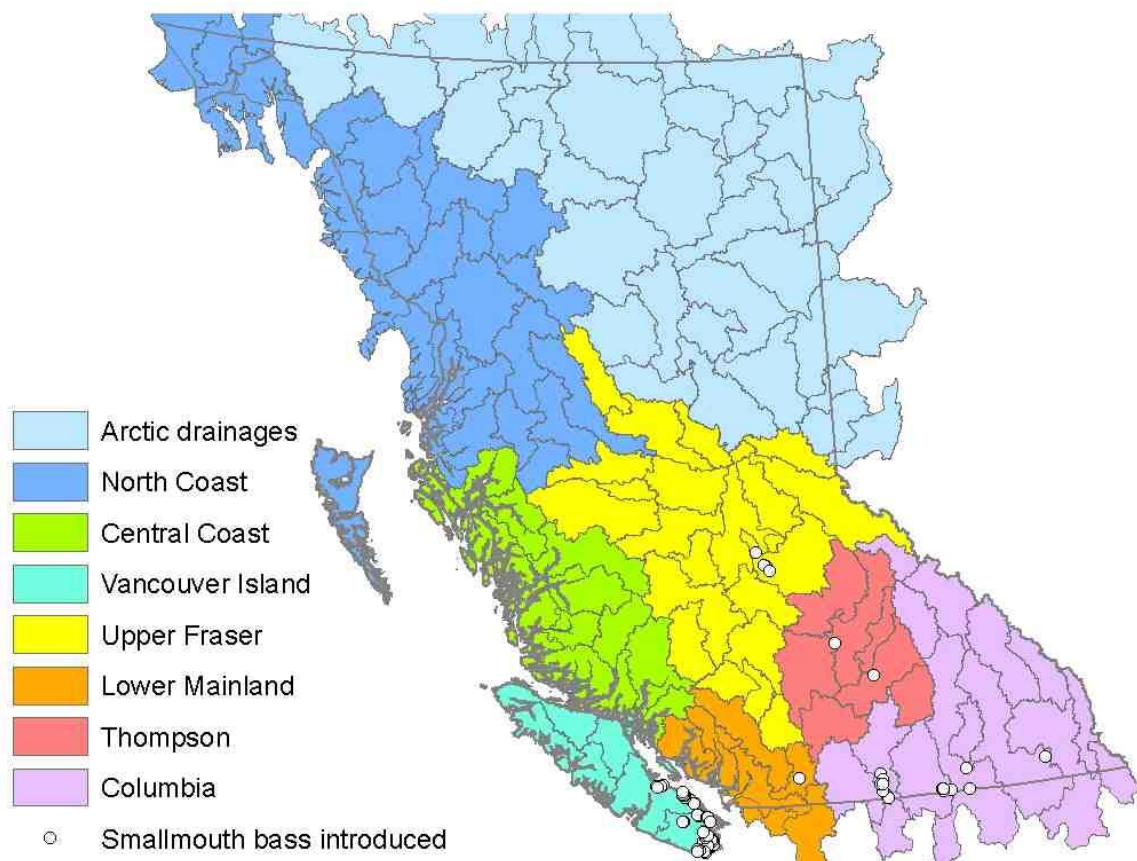 Arctic drainages
North Coast
Central Coast
Vancouver Island
Upper Fraser
Lower Mainland
Thompson
Columbia
Smallmouth bass introduced